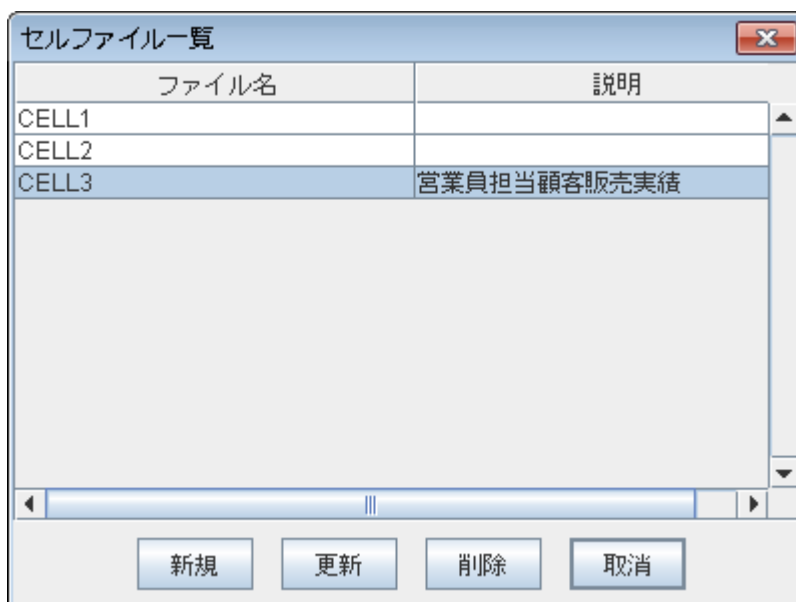 セルファイル一覧
ファイル名 説明
CELL1
CELL2
CELL3 営業員担当顧客販売実績
新規 更新 削除 取消